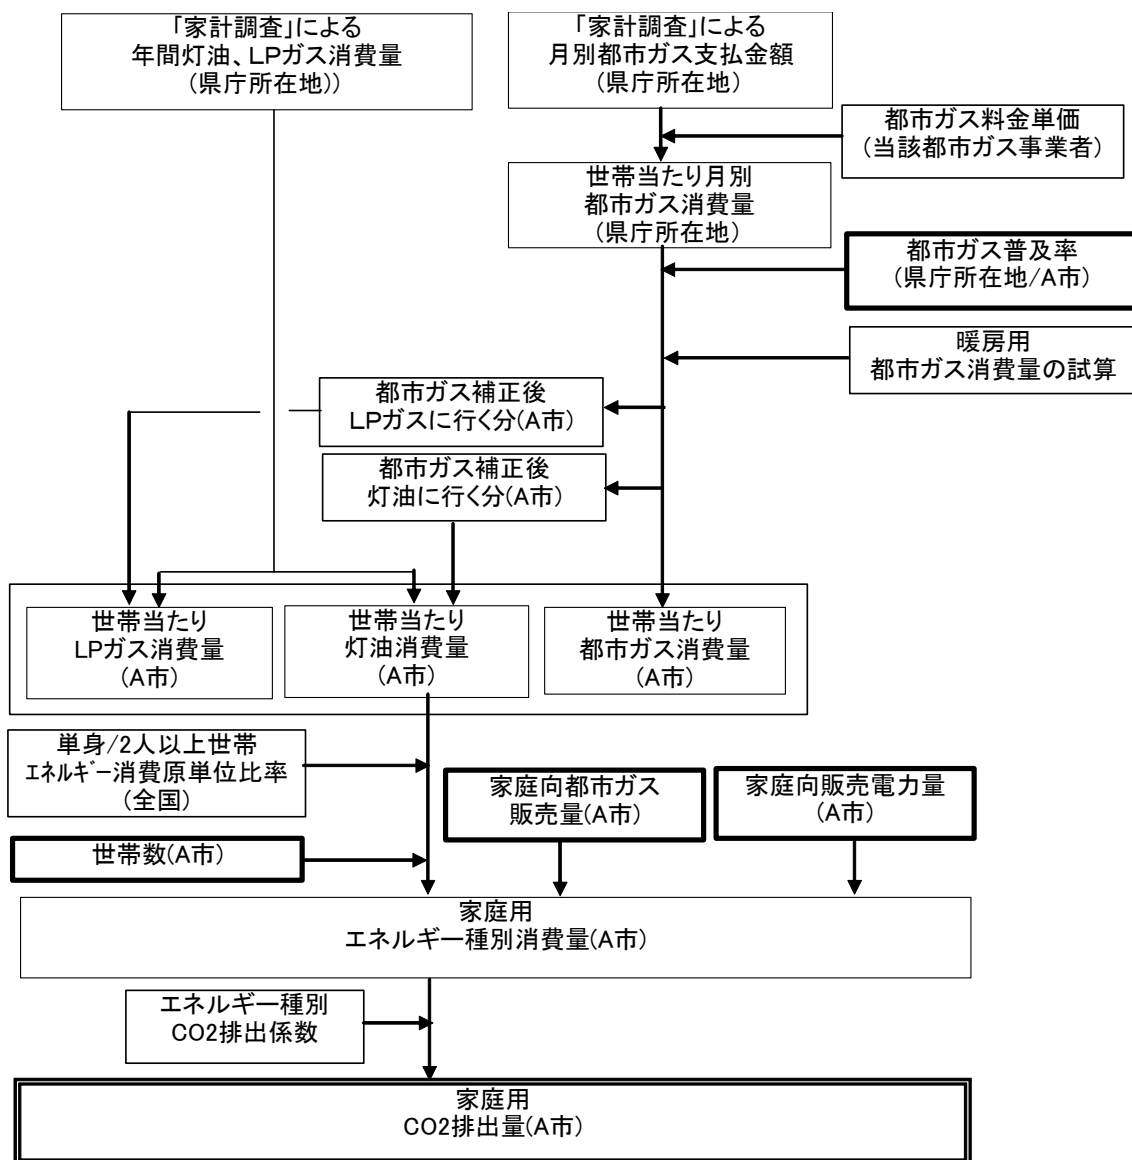 「家計調査」による
年間灯油、LPガス消費量
(県庁所在地))
「家計調査」による
月別都市ガス支払金額
(県庁所在地)
都市ガス料金単価
(当該都市ガス事業者)
世帯当たり月別
都市ガス消費量
(県庁所在地)
都市ガス普及率
(県庁所在地/A市)
暖房用
都市ガス消費量の試算
都市ガス補正後
LPガスに行く分(A市)
都市ガス補正後
灯油に行く分(A市)
世帯当たり
LPガス消費量
(A市)
世帯当たり
灯油消費量
(A市)
世帯当たり
都市ガス消費量
(A市)
単身/2人以上世帯
ｴﾈﾙｷﾞｰ消費原単位比率
(全国)
家庭向都市ガス
販売量(A市)
家庭向販売電力量
(A市)
世帯数(A市)
家庭用
エネルギー種別消費量(A市)
エネルギー種別
CO2排出係数
家庭用
CO2排出量(A市)